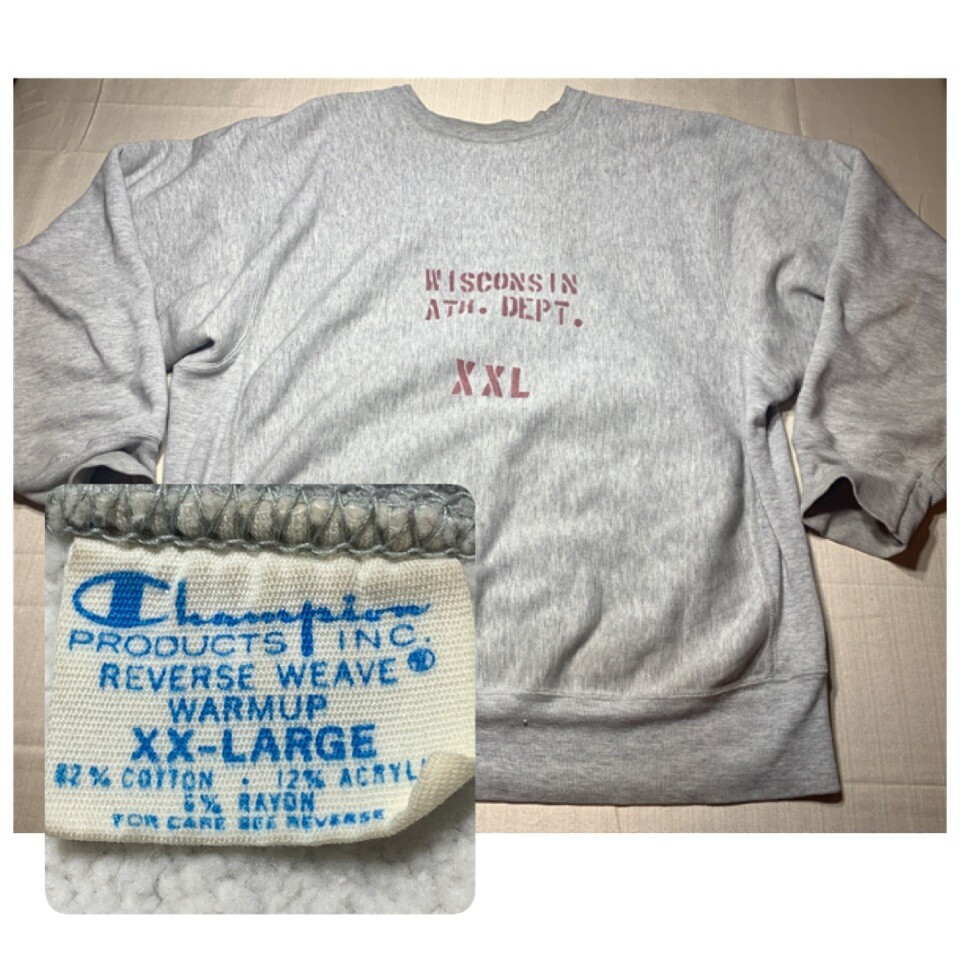 WISCONSIN
ATH. DEPT.
XXL
Champion
PRODUCTS INC.
REVERSE WEAVE
WARMUP
XX-LARGE
82% COTTON · 12% ACRYLI
6% RAYON
FOR CARE SEE REVERSE